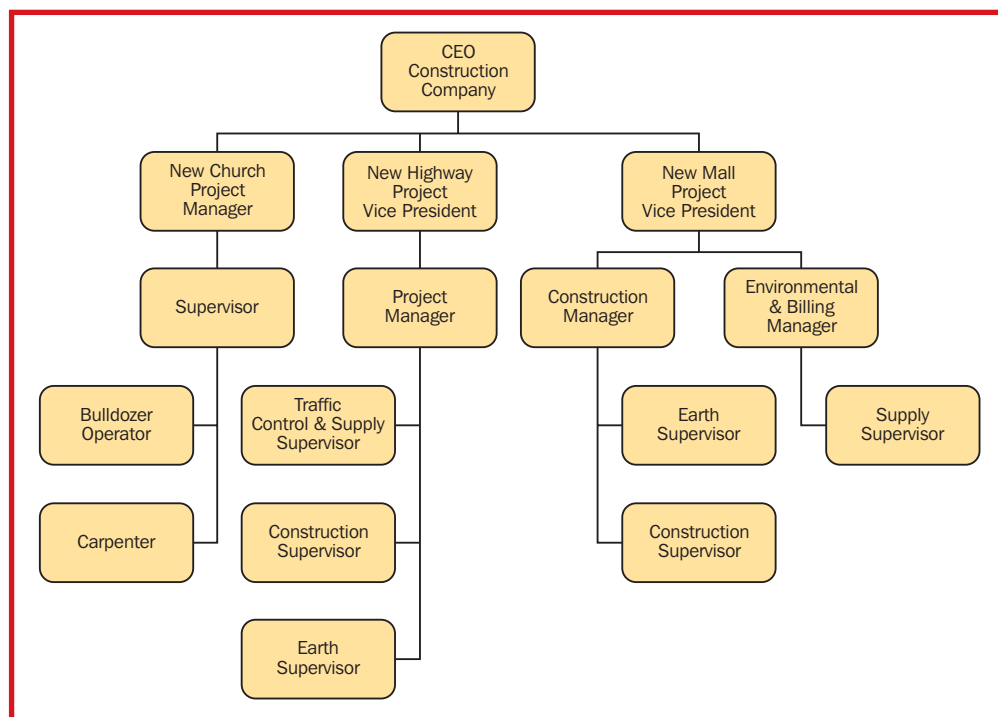 CEO
Construction
Company
New Church
Project
Manager
New Highway
Project
Vice President
New Mall
Project
Vice President
Supervisor
Project
Manager
Construction
Manager
Environmental
& Billing
Manager
Bulldozer
Operator
Traffic
Control & Supply
Supervisor
Earth
Supervisor
Supply
Supervisor
Carpenter
Construction
Supervisor
Construction
Supervisor
Earth
Supervisor